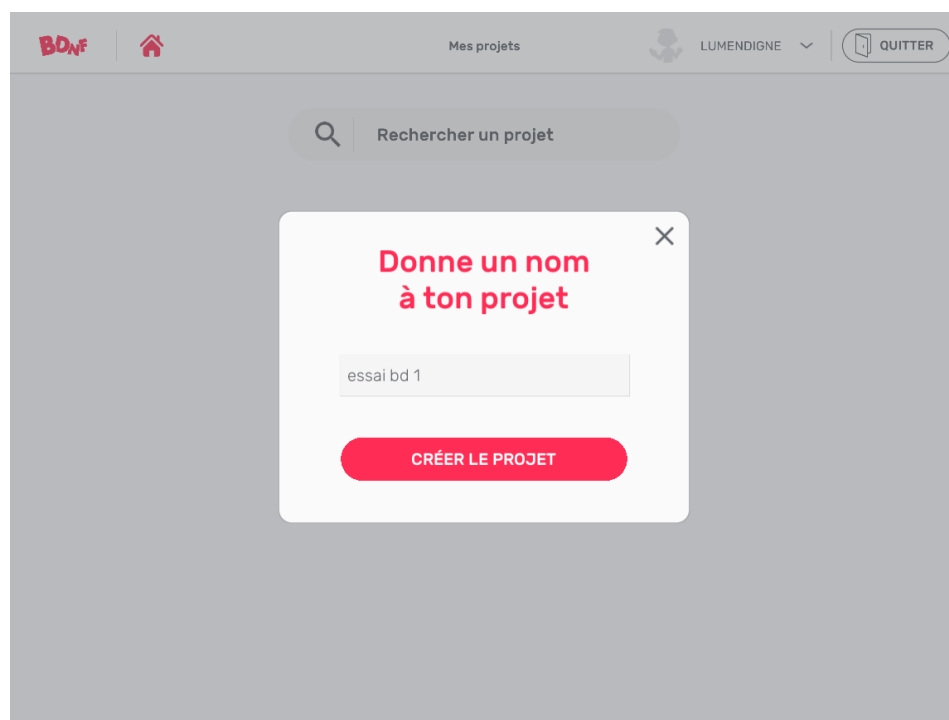 BDNF
Mes projets
LUMENDIGNE
QUITTER
Rechercher un projet
Donne un nom
à ton projet
essai bd 1
CRÉER LE PROJET